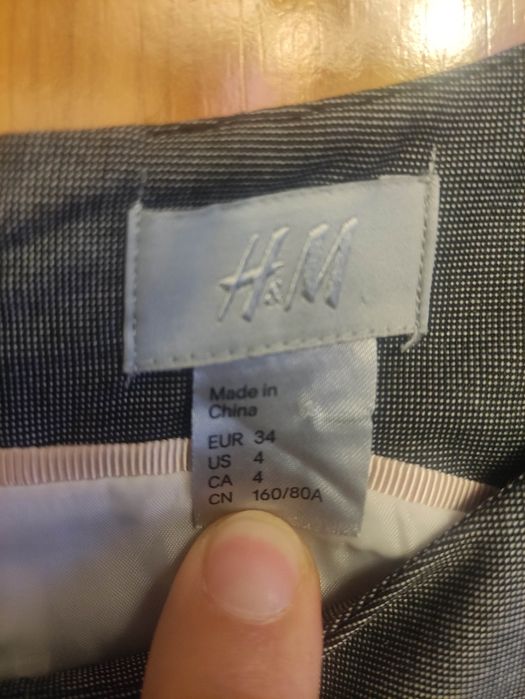 H&M
Made in
China
EUR 34
US 4
CA 4
CN 160/80A